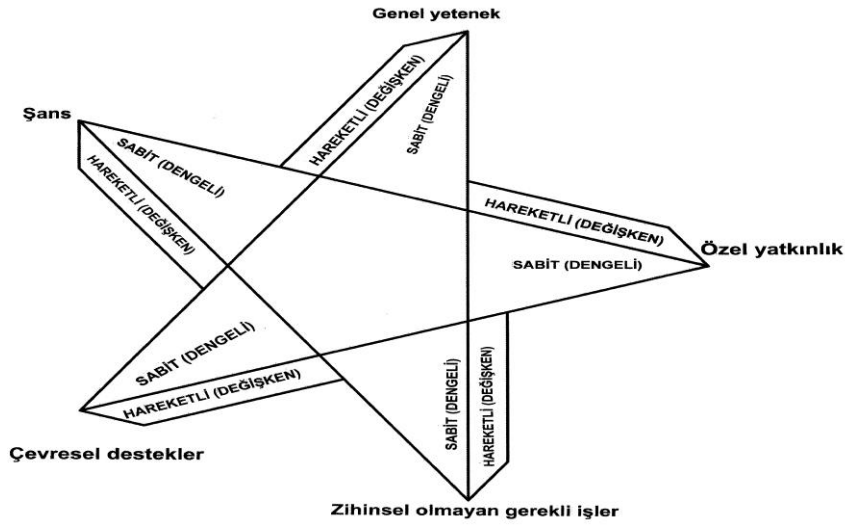 Genel yetenek
HAREKETLİ (DEĞİŞKEN)
SABİT (DENGELİ)
Şans
SABİT (DENGELİ)
HAREKETLİ (DEĞİŞKEN)
HAREKETLİ (DEĞİŞKEN)
Özel yatkınlık
SABİT (DENGELİ)
SABİT (DENGELİ)
HAREKETLİ (DEĞİŞKEN)
Çevresel destekler
SABİT (DENGELİ)
HAREKETLİ (DEĞİŞKEN)
Zihinsel olmayan gerekli işler